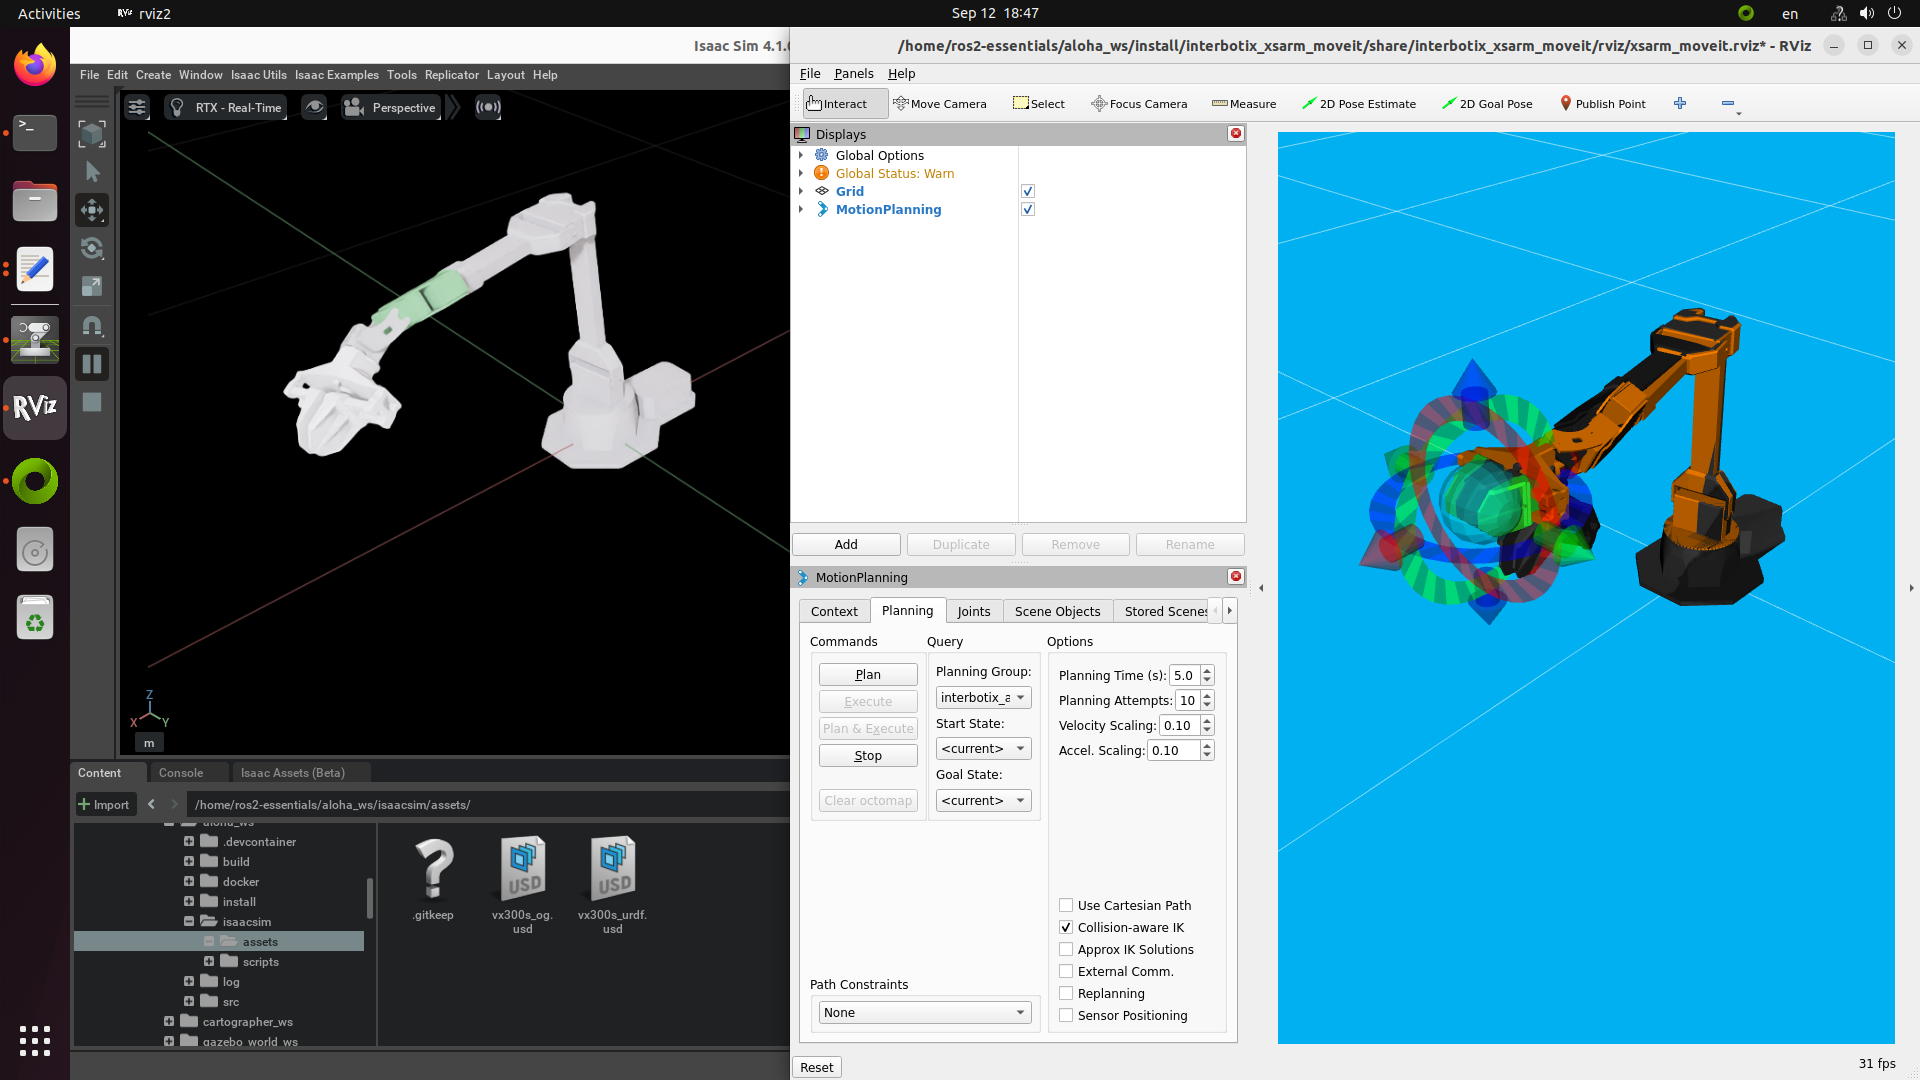 Activities
rviz2
Sep 12 18:47
en
Isaac Sim 4.1.0
/home/ros2-essentials/aloha_ws/install/interbotix_xsarm_moveit/share/interbotix_xsarm_moveit/rviz/xsarm_moveit.rviz* - RViz
File Edit Create Window Isaac Utils Isaac Examples Tools Replicator Layout Help
RTX - Real-Time
Perspective
Z
X
Y
m
Content
Console
Isaac Assets (Beta)
Import
/home/ros2-essentials/aloha_ws/isaacsim/assets/
aloha_ws
.devcontainer
build
docker
install
isaacsim
assets
scripts
log
src
cartographer_ws
gazebo_world_ws
.gitkeep
vx300s_og.
usd
vx300s_urdf.
usd
USD
USD
RViz
File Panels Help
Interact
Move Camera
Select
Focus Camera
Measure
2D Pose Estimate
2D Goal Pose
Publish Point
Displays
Global Options
Global Status: Warn
Grid
MotionPlanning
Add
Duplicate
Remove
Rename
MotionPlanning
Context
Planning
Joints
Scene Objects
Stored Scenes
Commands
Plan
Execute
Plan & Execute
Stop
Clear octomap
Query
Planning Group:
interbotix_a
Start State:
<current>
Goal State:
<current>
Options
Planning Time (s): 5.0
Planning Attempts: 10
Velocity Scaling: 0.10
Accel. Scaling: 0.10
Use Cartesian Path
Collision-aware IK
Approx IK Solutions
External Comm.
Replanning
Sensor Positioning
Path Constraints
None
Reset
31 fps